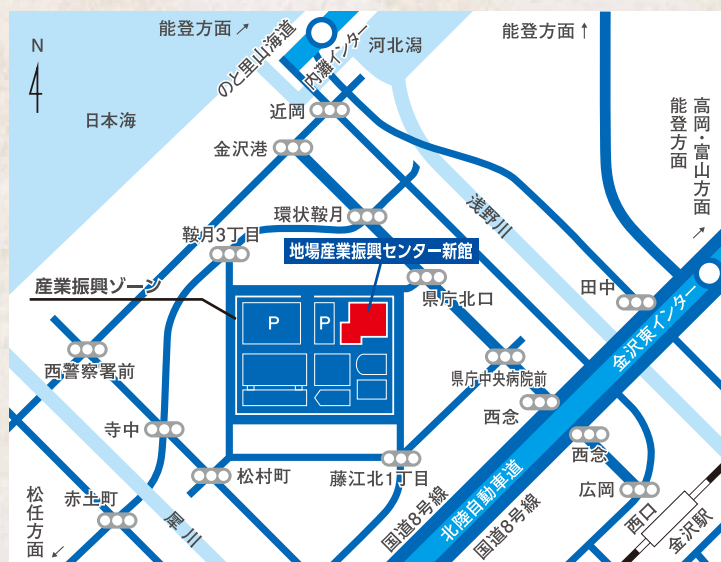 能登方面↗
のと里山海道
内灘インター
河北潟
能登方面↑
N
日本海
近岡
金沢港
高岡・富山方面
能登方面
↗
浅野川
環状鞍月
鞍月3丁目
地場産業振興センター新館
産業振興ゾーン
県庁北口
田中
金沢東インター
P
P
西警察署前
県庁中央病院前
西念
寺中
西念
松村町
藤江北1丁目
広岡
赤土町
松任方面
↙
犀川
国道8号線
北陸自動車道
国道8号線
西口
金沢駅